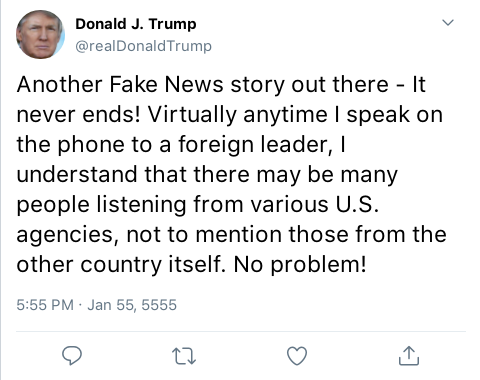 Donald J. Trump
@realDonaldTrump
Another Fake News story out there - It
never ends! Virtually anytime I speak on
the phone to a foreign leader, I
understand that there may be many
people listening from various U.S.
agencies, not to mention those from the
other country itself. No problem!
5:55 PM · Jan 55, 5555